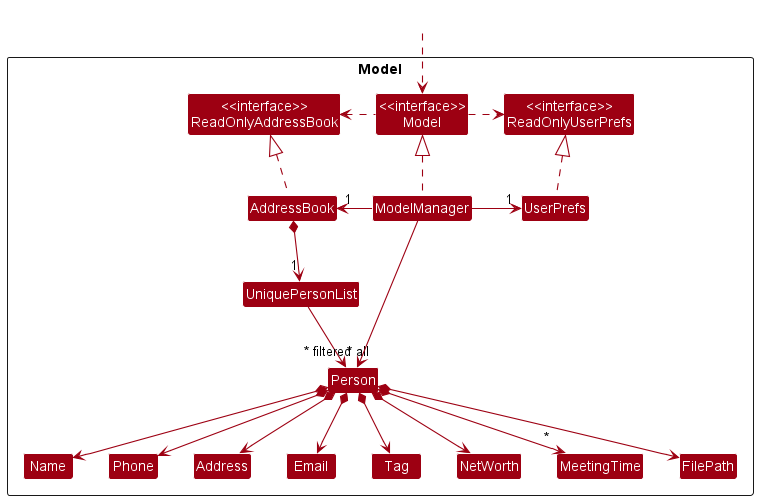 Model
<<interface>>
ReadOnlyAddressBook
<<interface>>
Model
<<interface>>
ReadOnlyUserPrefs
AddressBook
1
ModelManager
1
UserPrefs
1
UniquePersonList
* filtered
* all
Person
Name
Phone
Address
Email
Tag
NetWorth
*
MeetingTime
FilePath